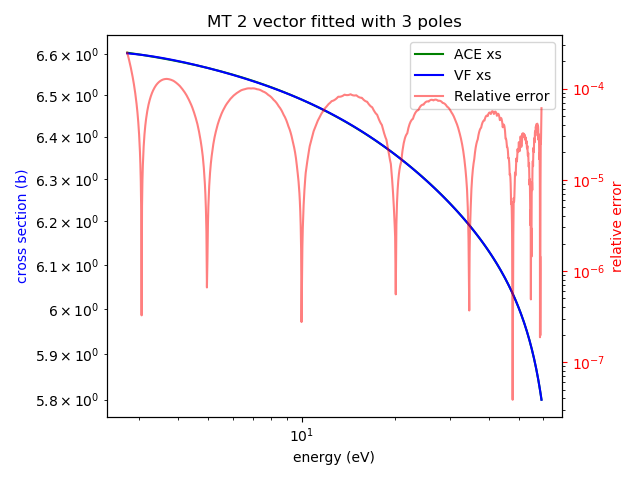 MT 2 vector fitted with 3 poles
ACE xs
VF xs
Relative error
cross section (b)
6.6 × 10⁰
6.5 × 10⁰
6.4 × 10⁰
6.3 × 10⁰
6.2 × 10⁰
6.1 × 10⁰
6 × 10⁰
5.9 × 10⁰
5.8 × 10⁰
10⁻⁴
10⁻⁵
10⁻⁶
10⁻⁷
relative error
10¹
energy (eV)